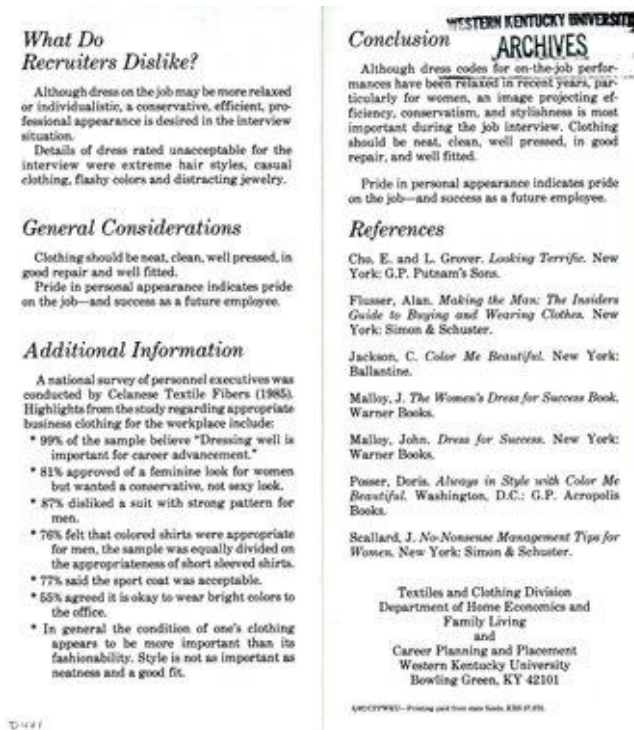 What Do
Recruiters Dislike?
Although dress on the job may be more relaxed
or individualistic, a conservative, efficient, pro-
fessional appearance is desired in the interview
situation.
Details of dress rated unacceptable for the
interview were extreme hair styles, casual
clothing, flashy colors and distracting jewelry.
General Considerations
Clothing should be neat, clean, well pressed, in
good repair and well fitted.
Pride in personal appearance indicates pride
on the job—and success as a future employee.
Additional Information
A national survey of personnel executives was
conducted by Celanese Textile Fibers (1985).
Highlights from the study regarding appropriate
business clothing for the workplace include:
* 99% of the sample believe "Dressing well is
important for career advancement."
* 81% approved of a feminine look for women
but wanted a conservative, not sexy look.
* 87% disliked a suit with strong pattern for
men.
* 76% felt that colored shirts were appropriate
for men, the sample was equally divided on
the appropriateness of short sleeved shirts.
* 77% said the sport coat was acceptable.
* 55% agreed it is okay to wear bright colors to
the office.
* In general the condition of one's clothing
appears to be more important than its
fashionability. Style is not as important as
neatness and a good fit.
WESTERN KENTUCKY UNIVERSITY
ARCHIVES
Conclusion
Although dress codes for on-the-job perfor-
mances have been relaxed in recent years, par-
ticularly for women, an image projecting ef-
ficiency, conservatism, and stylishness is most
important during the job interview. Clothing
should be neat, clean, well pressed, in good
repair, and well fitted.
Pride in personal appearance indicates pride
on the job—and success as a future employee.
References
Cho, E. and L. Grover. Looking Terrific. New
York: G.P. Putnam's Sons.
Flusser, Alan. Making the Man: The Insiders
Guide to Buying and Wearing Clothes. New
York: Simon & Schuster.
Jackson, C. Color Me Beautiful. New York:
Ballantine.
Malloy, J. The Women's Dress for Success Book,
Warner Books.
Malloy, John. Dress for Success. New York:
Warner Books.
Posser, Doris. Always in Style with Color Me
Beautiful. Washington, D.C.: G.P. Acropolis
Books.
Scallard, J. No-Nonsense Management Tips for
Women. New York: Simon & Schuster.
Textiles and Clothing Division
Department of Home Economics and
Family Living
and
Career Planning and Placement
Western Kentucky University
Bowling Green, KY 42101
Printing paid from state funds, KRS 57.375.